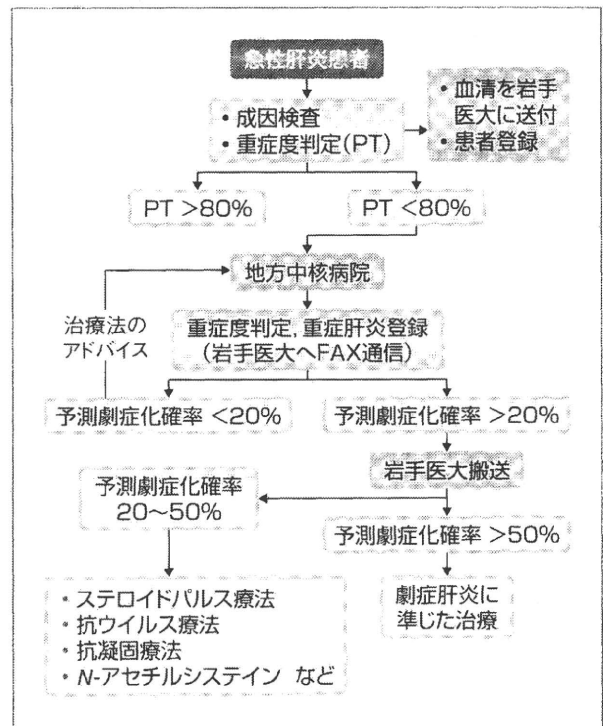 急性肝炎患者
・成因検査
・重症度判定(PT)
・血清を岩手
医大に送付
・患者登録
PT >80%
PT <80%
地方中核病院
治療法の
アドバイス
重症度判定, 重症肝炎登録
(岩手医大へFAX通信)
予測劇症化確率 <20%
予測劇症化確率 >20%
岩手医大搬送
予測劇症化確率
20〜50%
予測劇症化確率 >50%
・ステロイドパルス療法
・抗ウイルス療法
・抗凝固療法
・N-アセチルシステイン など
劇症肝炎に
準じた治療